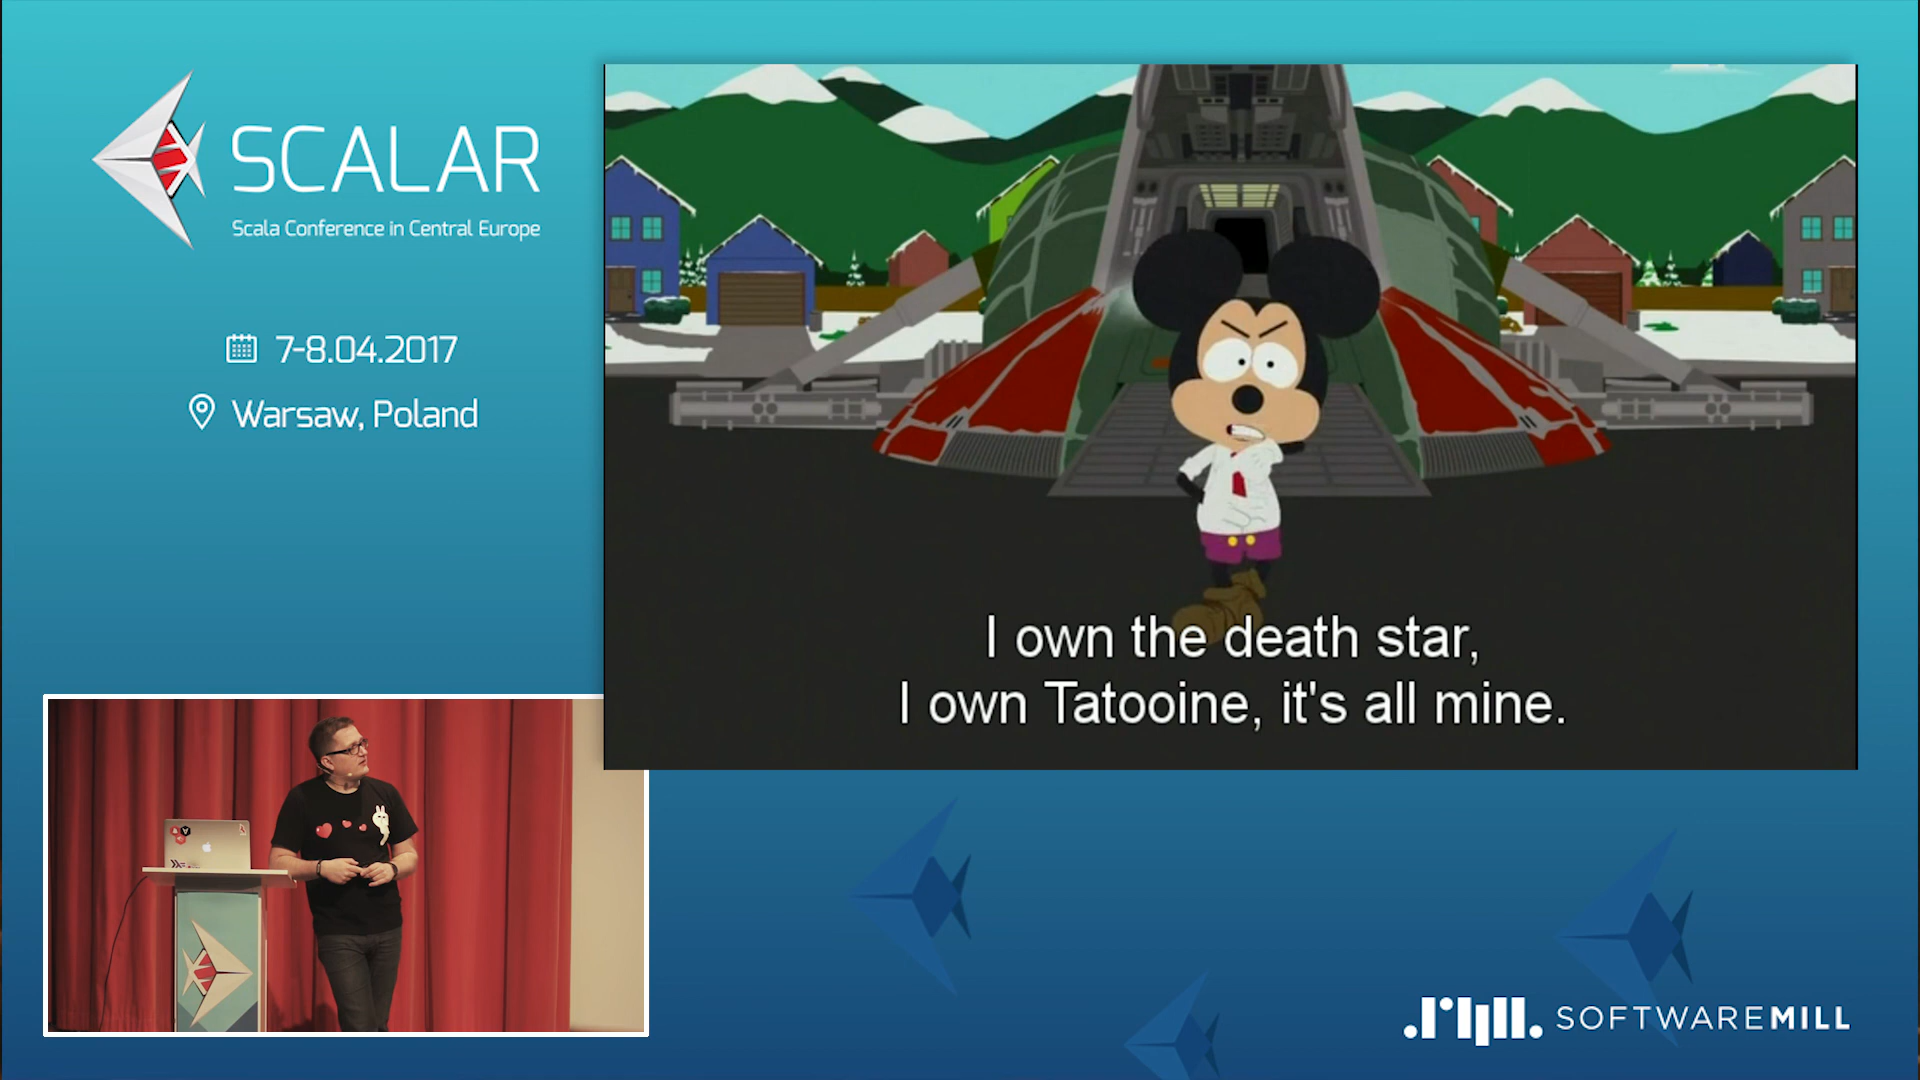 SCALAR
Scala Conference in Central Europe
7-8.04.2017
Warsaw, Poland
I own the death star,
I own Tatooine, it's all mine.
SOFTWAREMILL